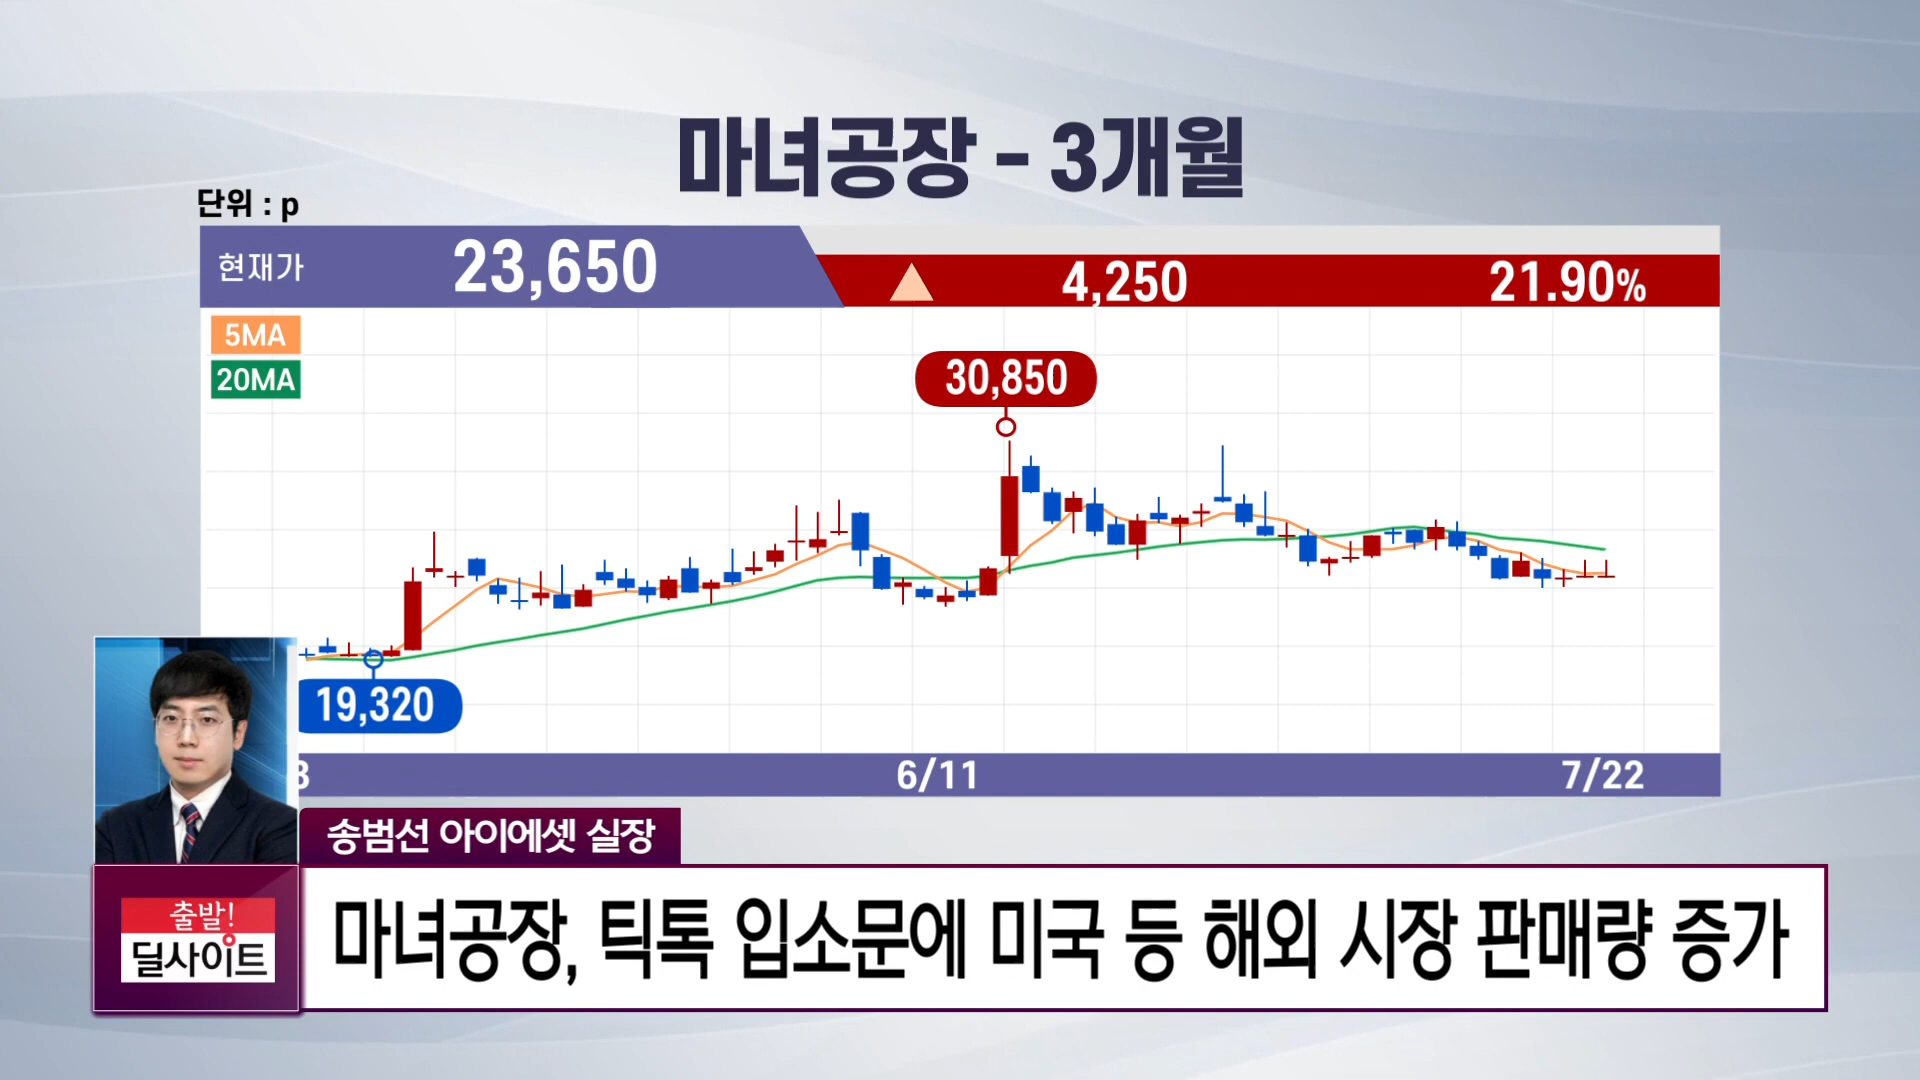 마녀공장 - 3개월
단위 : p
현재가 23,650 4,250 21.90%
5MA
20MA
30,850
19,320
6/11 7/22
송범선 아이에셋 실장
출발!
딜사이트
마녀공장, 틱톡 입소문에 미국 등 해외 시장 판매량 증가